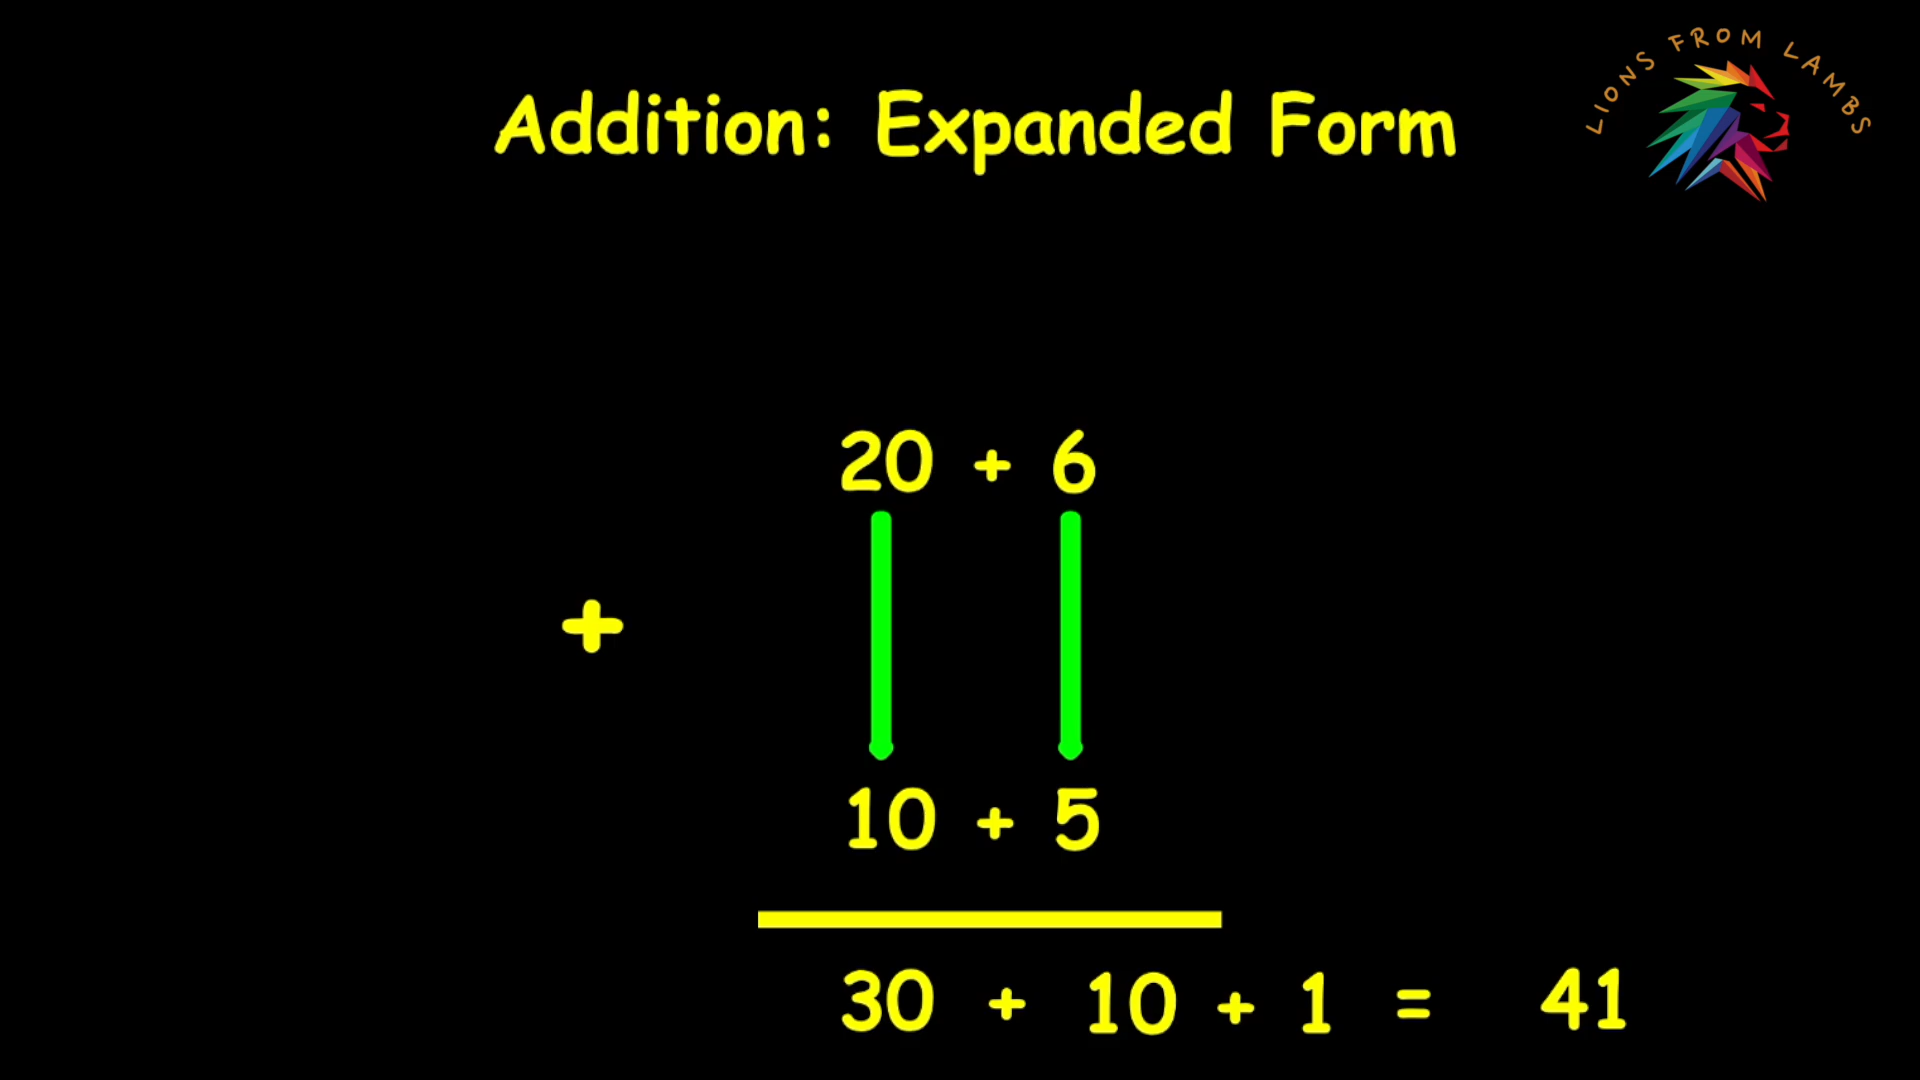 LIONS FROM LAMBS
Addition: Expanded Form
20 + 6
+
10 + 5
30 + 10 + 1 = 41